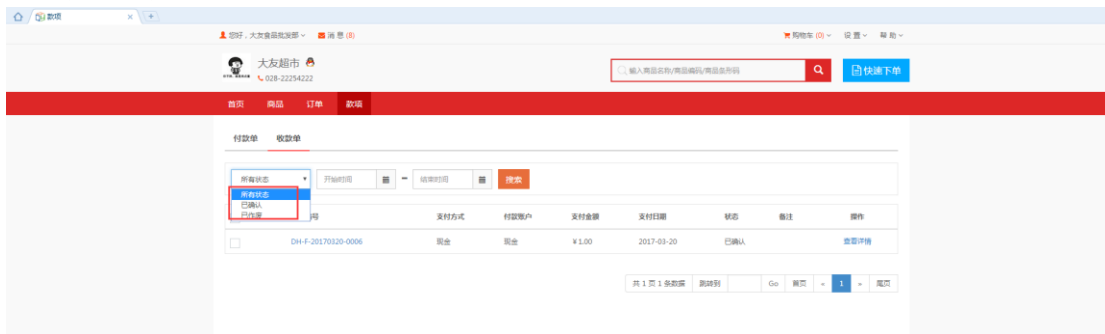 款项 × +
您好，大友食品批发部 消息(8) 购物车 (0) 设置 帮助
大友超市
028-22254222
输入商品名称/商品编码/商品条形码
快速下单
首页 商品 订单 款项
付款单 收款单
所有状态 开始时间 结束时间 搜索
所有状态
已确认
已作废
号 支付方式 付款账户 支付金额 支付日期 状态 备注 操作
DH-F-20170320-0006 现金 现金 ¥1.00 2017-03-20 已确认 查看详情
共 1 页 1 条数据 跳转到 Go 首页 « 1 » 尾页